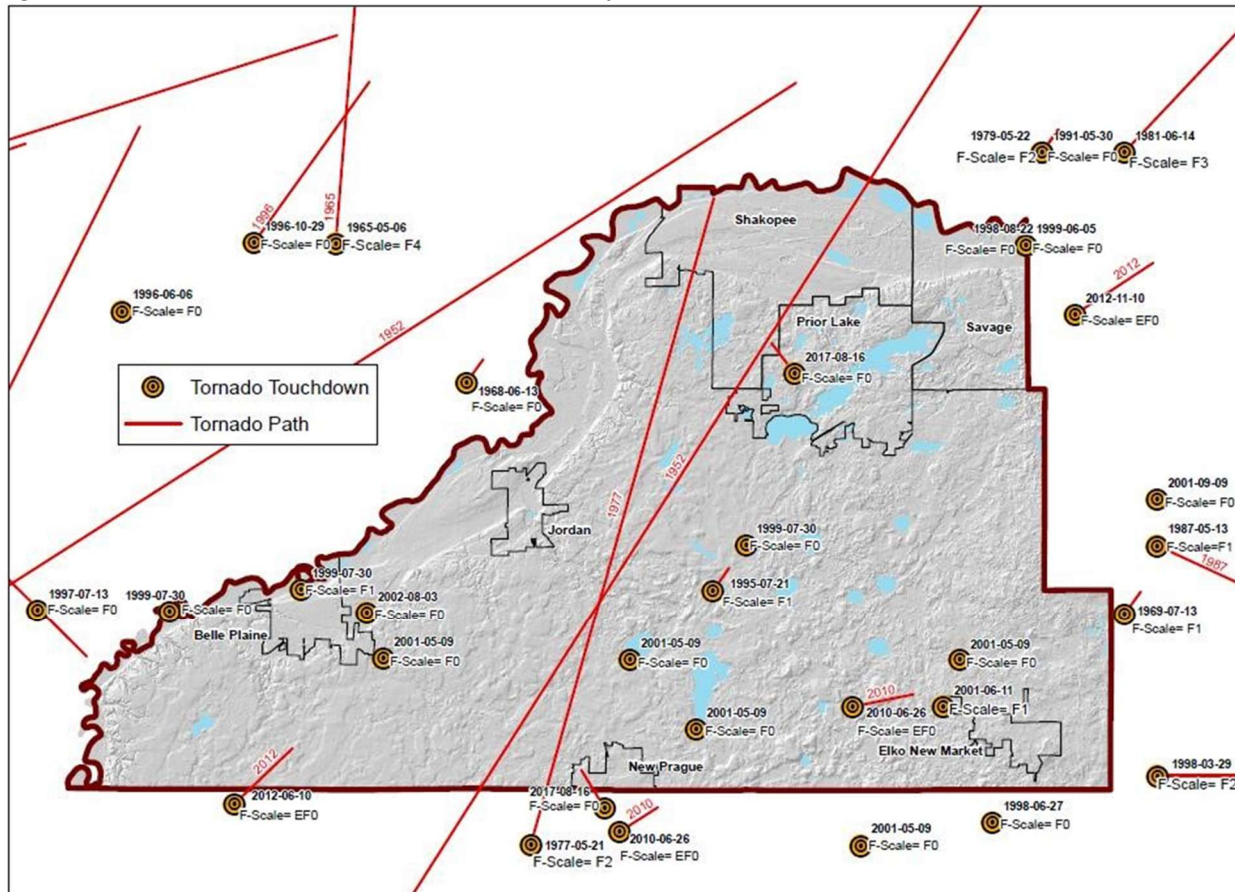 1979-05-22
F-Scale= F2
1991-05-30
F-Scale= F0
1981-06-14
F-Scale= F3
1996
1965
1996-10-29
F-Scale= F0
1965-05-06
F-Scale= F4
Shakopee
1998-08-22
F-Scale= F0
1999-06-05
F-Scale= F0
2012
1996-06-06
F-Scale= F0
2012-11-10
F-Scale= EF0
Prior Lake
Savage
1952
2017-08-16
F-Scale= F0
Tornado Touchdown
Tornado Path
1968-06-13
F-Scale= F0
1952
1977
2001-09-09
F-Scale= F0
Jordan
1999-07-30
F-Scale= F0
1987-05-13
F-Scale= F1
1987
1999-07-30
F-Scale= F1
1995-07-21
F-Scale= F1
1997-07-13
F-Scale= F0
1999-07-30
F-Scale= F0
2002-08-03
F-Scale= F0
1969-07-13
F-Scale= F1
Belle Plaine
2001-05-09
F-Scale= F0
2001-05-09
F-Scale= F0
2001-05-09
F-Scale= F0
2010
2010-06-26
F-Scale= EF0
2001-06-11
F-Scale= F1
2001-05-09
F-Scale= F0
Elko New Market
New Prague
2012
2012-06-10
F-Scale= EF0
2017-08-16
F-Scale= F0
2010
2010-06-26
F-Scale= EF0
1977-05-21
F-Scale= F2
1998-03-29
F-Scale= F2
1998-06-27
F-Scale= F0
2001-05-09
F-Scale= F0